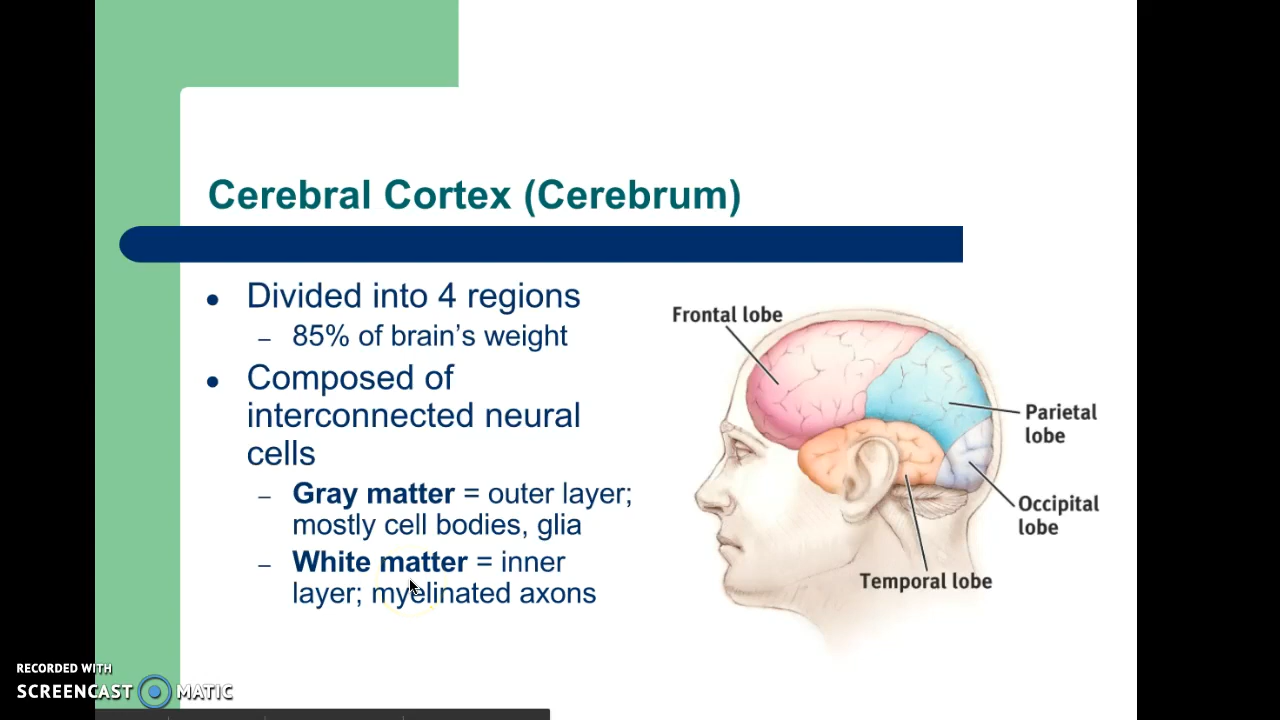 Cerebral Cortex (Cerebrum)
● Divided into 4 regions
– 85% of brain's weight
● Composed of
interconnected neural
cells
– Gray matter = outer layer;
mostly cell bodies, glia
– White matter = inner
layer; myelinated axons
Frontal lobe
Parietal
lobe
Occipital
lobe
Temporal lobe
RECORDED WITH
SCREENCAST MATIC